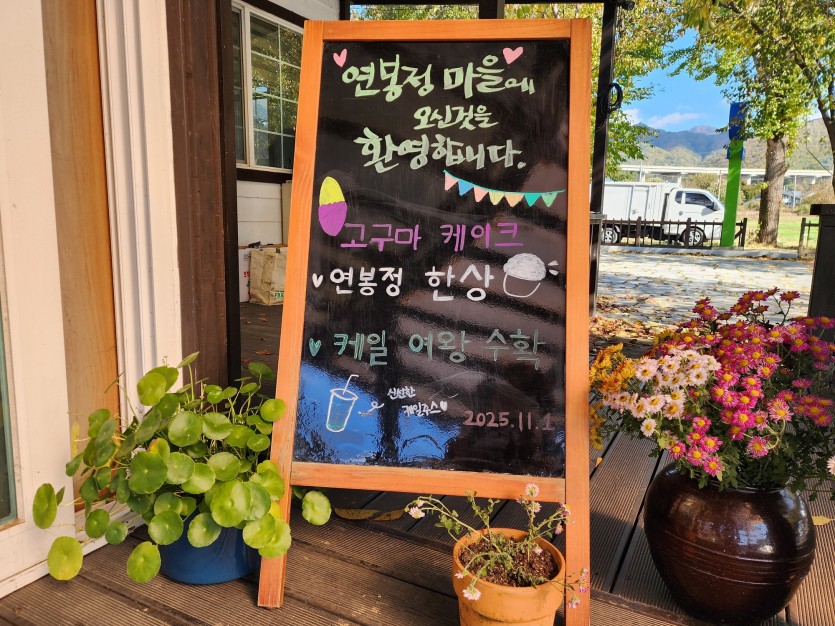 연봉정 마을에
오신것을
환영합니다.
고구마 케이크
연봉정 한상
케일 여왕 수확
신선한
케일주스
2025.11.1